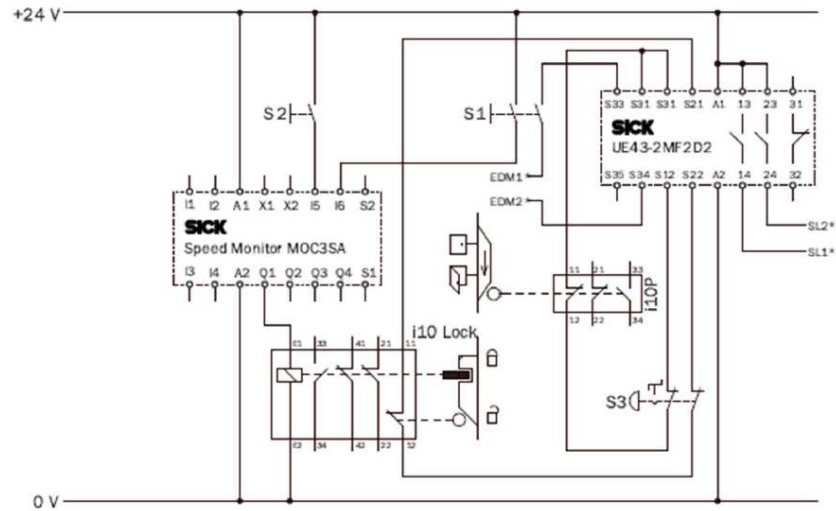 +24 V
S2
S1
S33 S31 S31 S21 A1 13 23 31
SICK
UE43-2MF2D2
S35 S34 S12 S22 A2 14 24 32
EDM1*
EDM2*
SL2*
SL1*
I1 I2 A1 X1 X2 I5 I6 S2
SICK
Speed Monitor MOC3SA
I3 I4 A2 Q1 Q2 Q3 Q4 S1
11 21 33
i10P
12 22 34
i10 Lock
E1 33 41 21 11
E2 34 42 22 12
S3
0 V